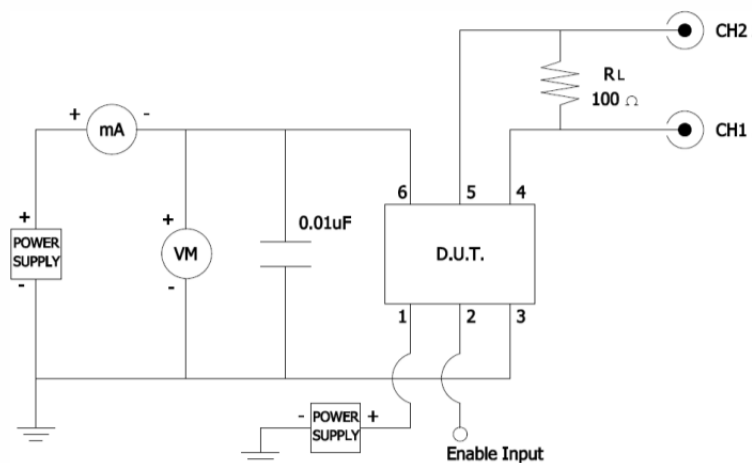 CH2
RL
100 Ω
CH1
+ mA -
6 5 4
+
POWER
SUPPLY
-
+
VM
-
0.01uF
D.U.T.
1 2 3
- POWER
SUPPLY +
Enable Input